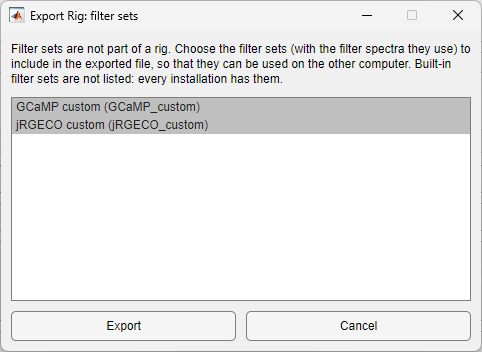 Export Rig: filter sets
Filter sets are not part of a rig. Choose the filter sets (with the filter spectra they use) to
include in the exported file, so that they can be used on the other computer. Built-in
filter sets are not listed: every installation has them.
GCaMP custom (GCaMP_custom)
jRGECO custom (jRGECO_custom)
Export
Cancel